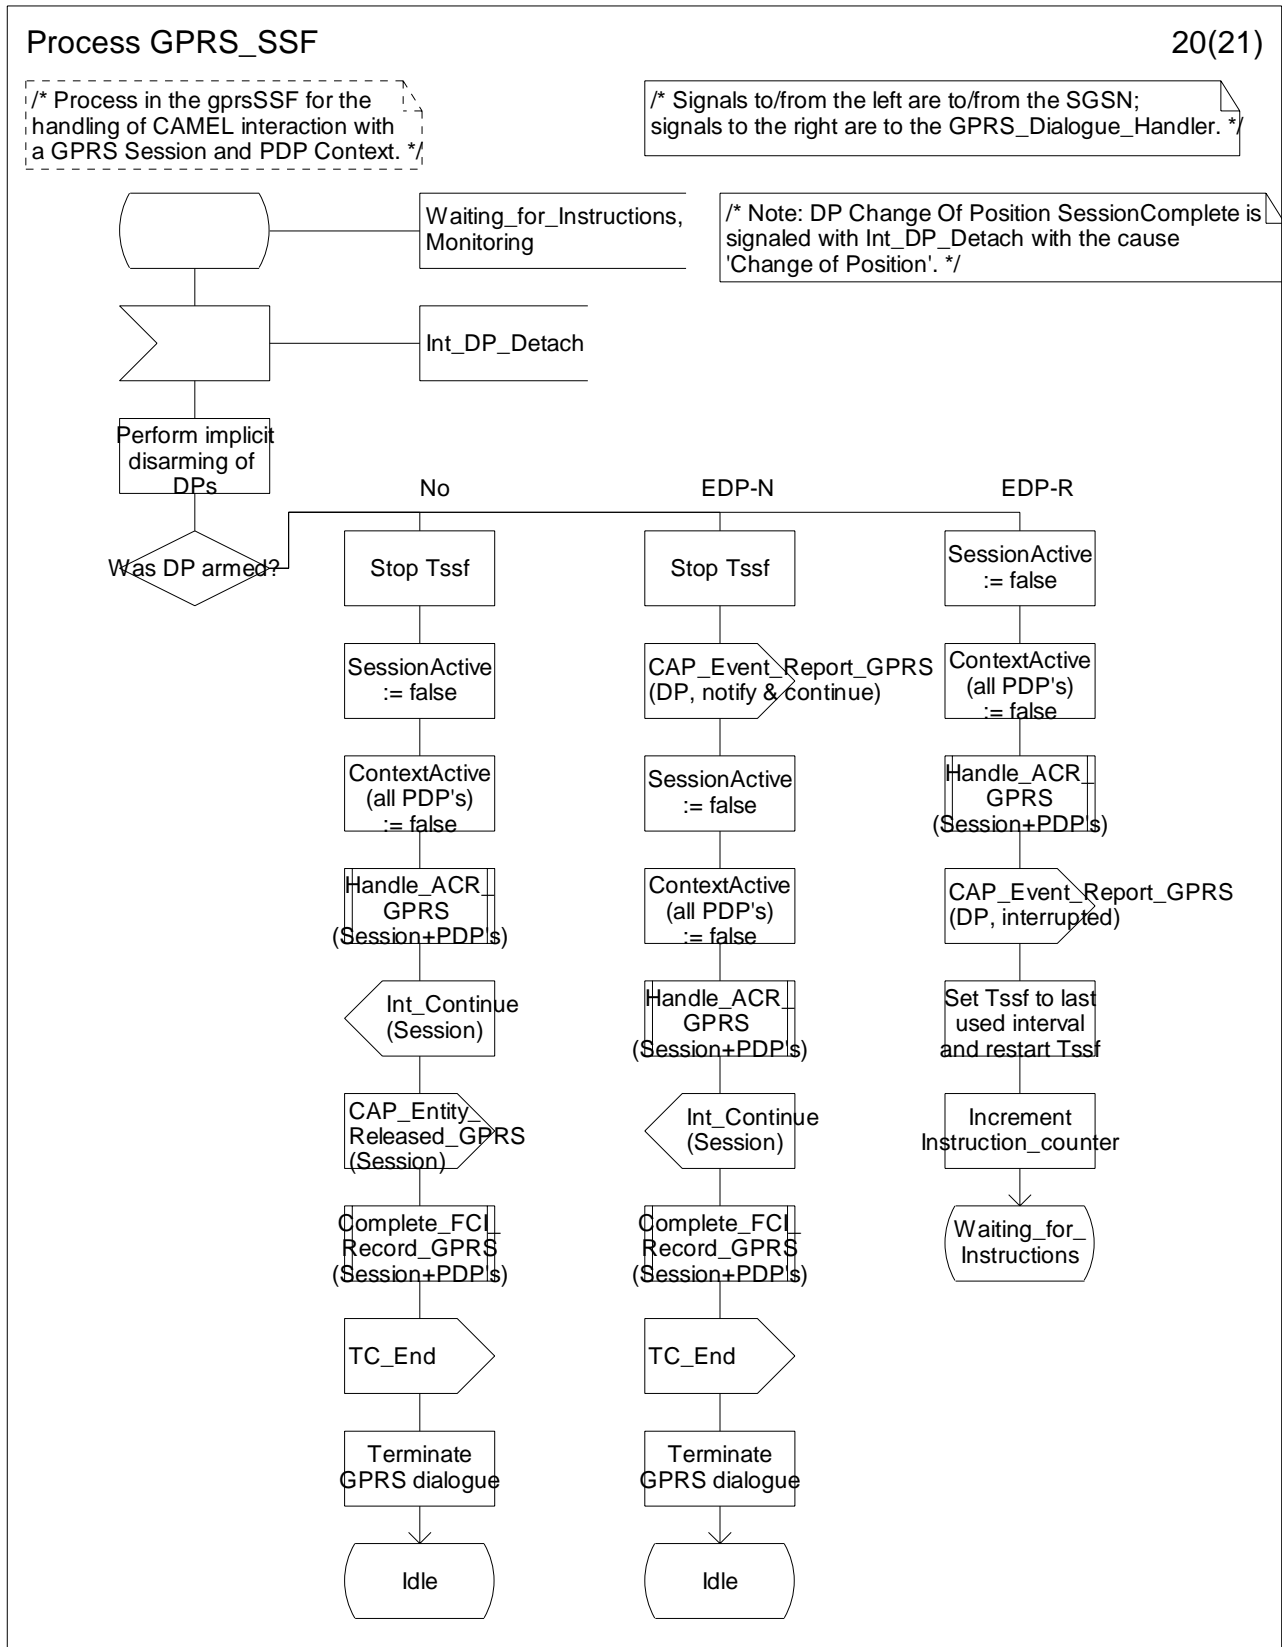 Process GPRS_SSF
20(21)
/* Process in the gprsSSF for the
handling of CAMEL interaction with
a GPRS Session and PDP Context. */
/* Signals to/from the left are to/from the SGSN;
signals to the right are to the GPRS_Dialogue_Handler. */
Waiting_for_Instructions,
Monitoring
/* Note: DP Change Of Position SessionComplete is
signaled with Int_DP_Detach with the cause
'Change of Position'. */
Int_DP_Detach
Perform implicit
disarming of
DPs
Was DP armed?
No
Stop Tssf
SessionActive
:= false
ContextActive
(all PDP's)
:= false
Handle_ACR_
GPRS
(Session+PDP's)
Int_Continue
(Session)
CAP_Entity_
Released_GPRS
(Session)
Complete_FCI_
Record_GPRS
(Session+PDP's)
TC_End
Terminate
GPRS dialogue
Idle
EDP-N
Stop Tssf
CAP_Event_Report_GPRS
(DP, notify & continue)
SessionActive
:= false
ContextActive
(all PDP's)
:= false
Handle_ACR_
GPRS
(Session+PDP's)
Int_Continue
(Session)
Complete_FCI_
Record_GPRS
(Session+PDP's)
TC_End
Terminate
GPRS dialogue
Idle
EDP-R
SessionActive
:= false
ContextActive
(all PDP's)
:= false
Handle_ACR_
GPRS
(Session+PDP's)
CAP_Event_Report_GPRS
(DP, interrupted)
Set Tssf to last
used interval
and restart Tssf
Increment
Instruction_counter
Waiting_for_
Instructions